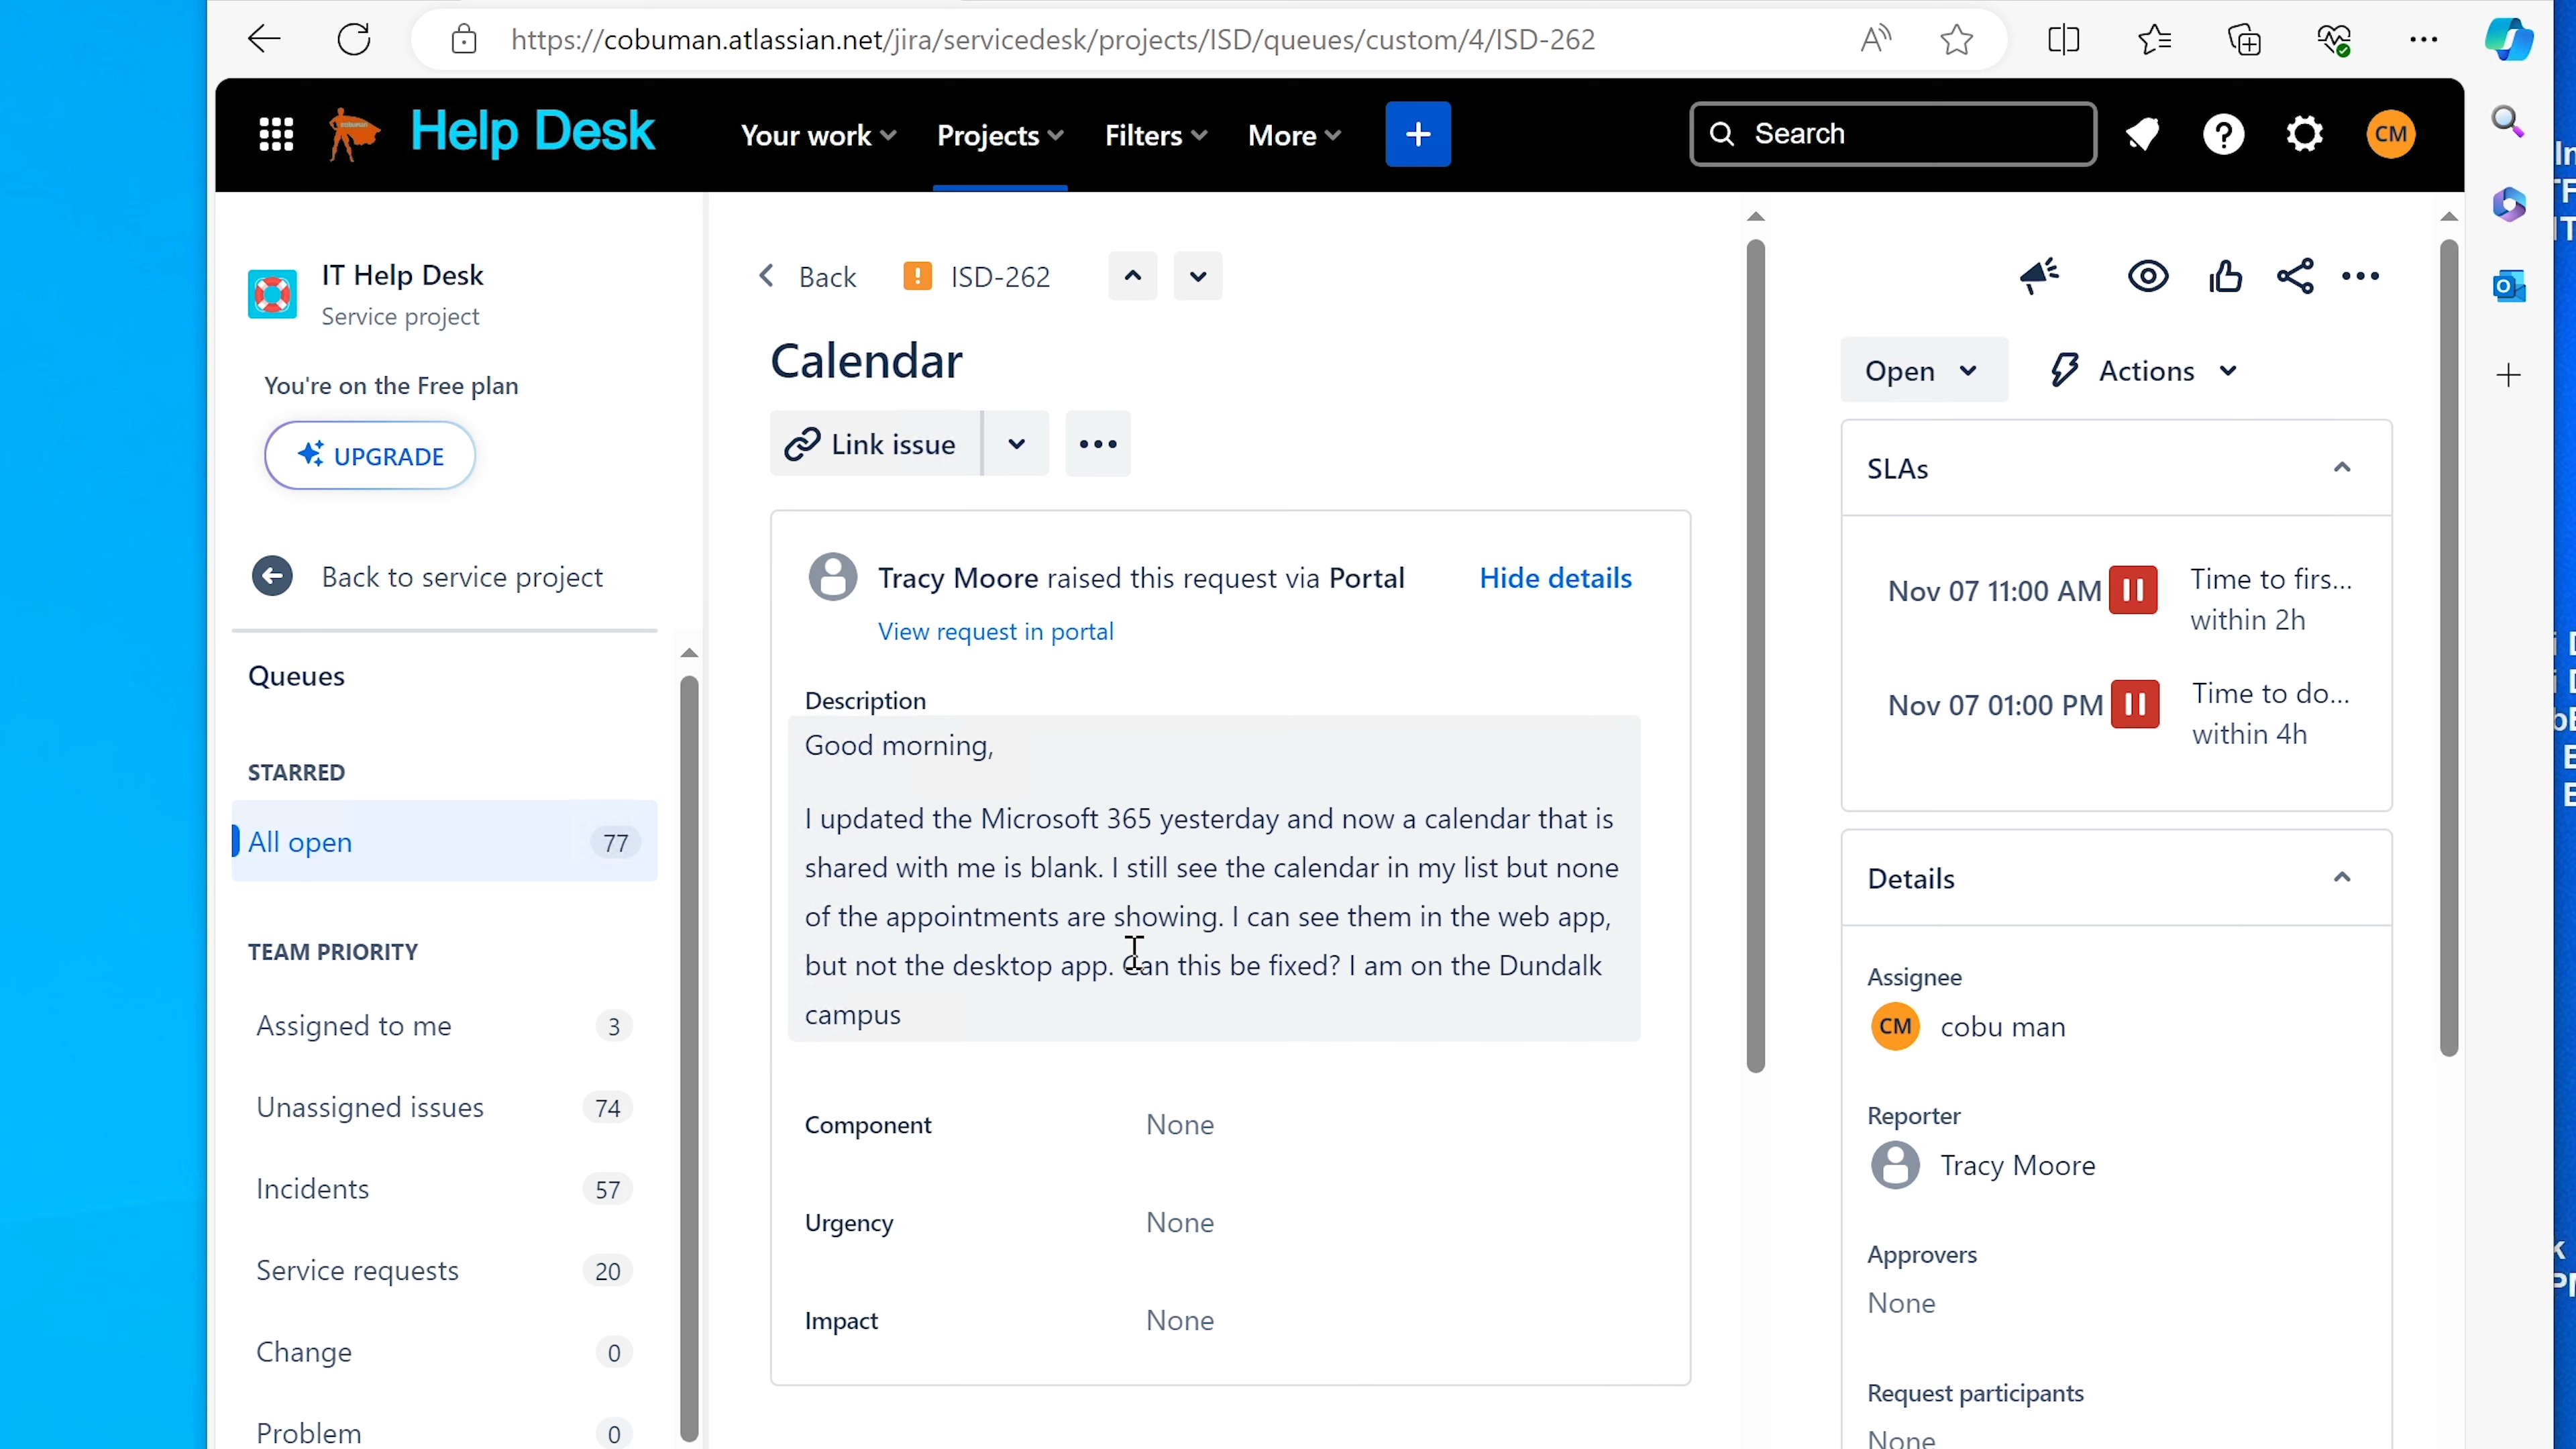 https://cobuman.atlassian.net/jira/servicedesk/projects/ISD/queues/custom/4/ISD-262
Help Desk
Your work
Projects
Filters
More
Search
CM
IT Help Desk
Service project
You're on the Free plan
UPGRADE
Back to service project
Queues
STARRED
All open 77
TEAM PRIORITY
Assigned to me 3
Unassigned issues 74
Incidents 57
Service requests 20
Change 0
Problem 0
Back
ISD-262
Calendar
Link issue
Tracy Moore raised this request via Portal
Hide details
View request in portal
Description
Good morning,
I updated the Microsoft 365 yesterday and now a calendar that is
shared with me is blank. I still see the calendar in my list but none
of the appointments are showing. I can see them in the web app,
but not the desktop app. Can this be fixed? I am on the Dundalk
campus
Component None
Urgency None
Impact None
Open
Actions
SLAs
Nov 07 11:00 AM
Time to firs...
within 2h
Nov 07 01:00 PM
Time to do...
within 4h
Details
Assignee
CM cobu man
Reporter
Tracy Moore
Approvers
None
Request participants
None